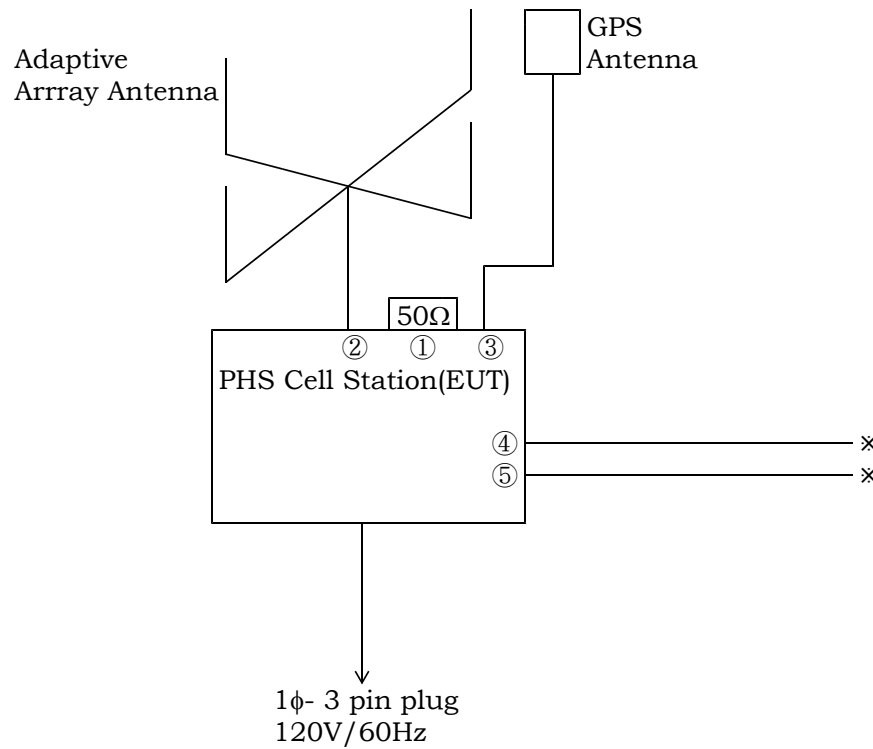 GPS
Antenna
Adaptive
Arrray Antenna
50Ω
② ① ③
PHS Cell Station(EUT)
④ ※
⑤ ※
1ϕ- 3 pin plug
120V/60Hz